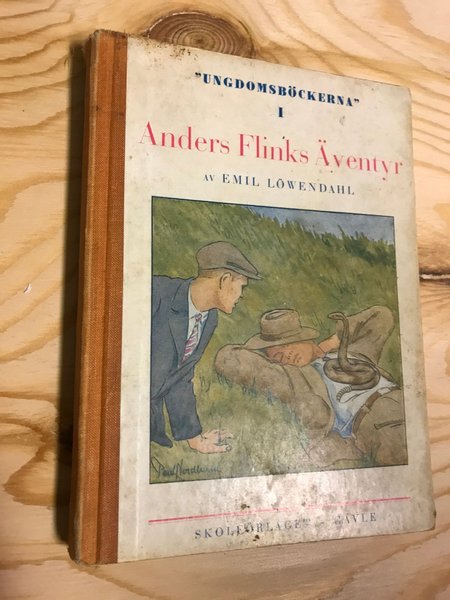 "UNGDOMSBÖCKERNA"
I
Anders Flinks Äventyr
AV EMIL LÖWENDAHL
SKOLFÖRLAGET GÄVLE